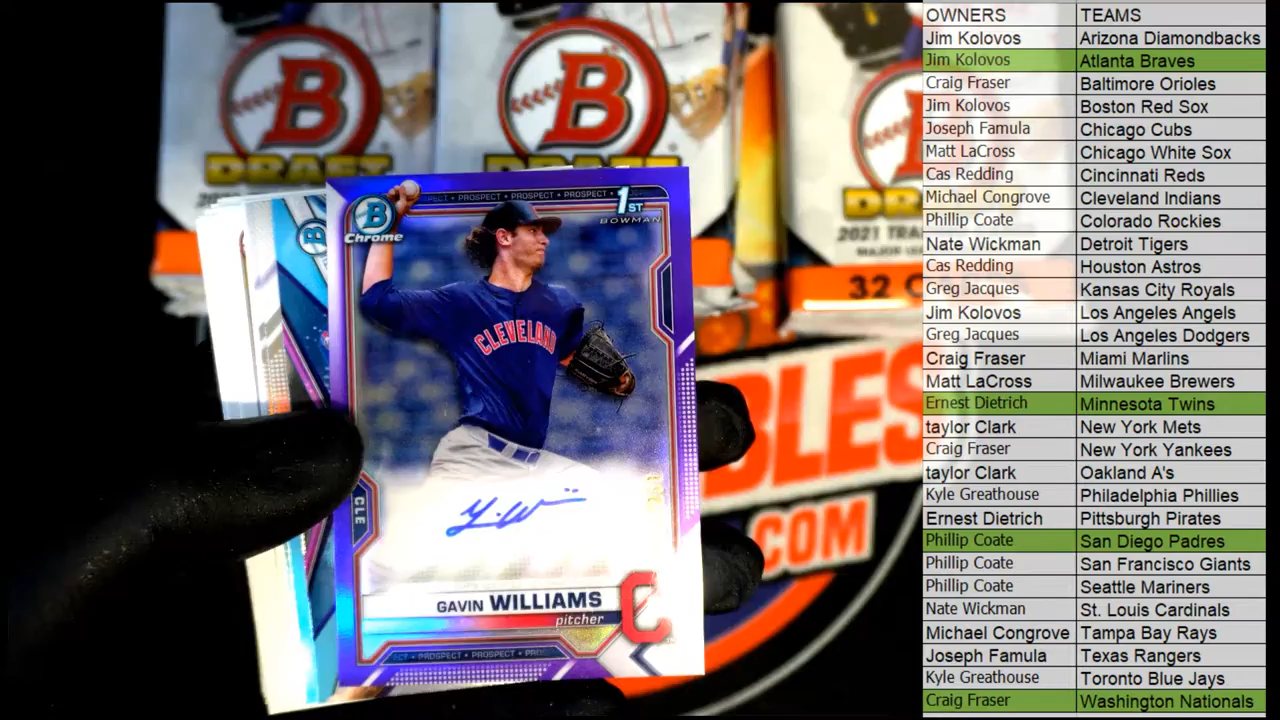 DRAFT
DRAFT
2021
32
BLES
.COM
B
Chrome
PROSPECT • PROSPECT • PROSPECT
1ST
BOWMAN
CLEVELAND
CLE
GAVIN WILLIAMS
pitcher
PROSPECT • PROSPECT
OWNERS TEAMS
Jim Kolovos Arizona Diamondbacks
Jim Kolovos Atlanta Braves
Craig Fraser Baltimore Orioles
Jim Kolovos Boston Red Sox
Joseph Famula Chicago Cubs
Matt LaCross Chicago White Sox
Cas Redding Cincinnati Reds
Michael Congrove Cleveland Indians
Phillip Coate Colorado Rockies
Nate Wickman Detroit Tigers
Cas Redding Houston Astros
Greg Jacques Kansas City Royals
Jim Kolovos Los Angeles Angels
Greg Jacques Los Angeles Dodgers
Craig Fraser Miami Marlins
Matt LaCross Milwaukee Brewers
Ernest Dietrich Minnesota Twins
taylor Clark New York Mets
Craig Fraser New York Yankees
taylor Clark Oakland A's
Kyle Greathouse Philadelphia Phillies
Ernest Dietrich Pittsburgh Pirates
Phillip Coate San Diego Padres
Phillip Coate San Francisco Giants
Phillip Coate Seattle Mariners
Nate Wickman St. Louis Cardinals
Michael Congrove Tampa Bay Rays
Joseph Famula Texas Rangers
Kyle Greathouse Toronto Blue Jays
Craig Fraser Washington Nationals